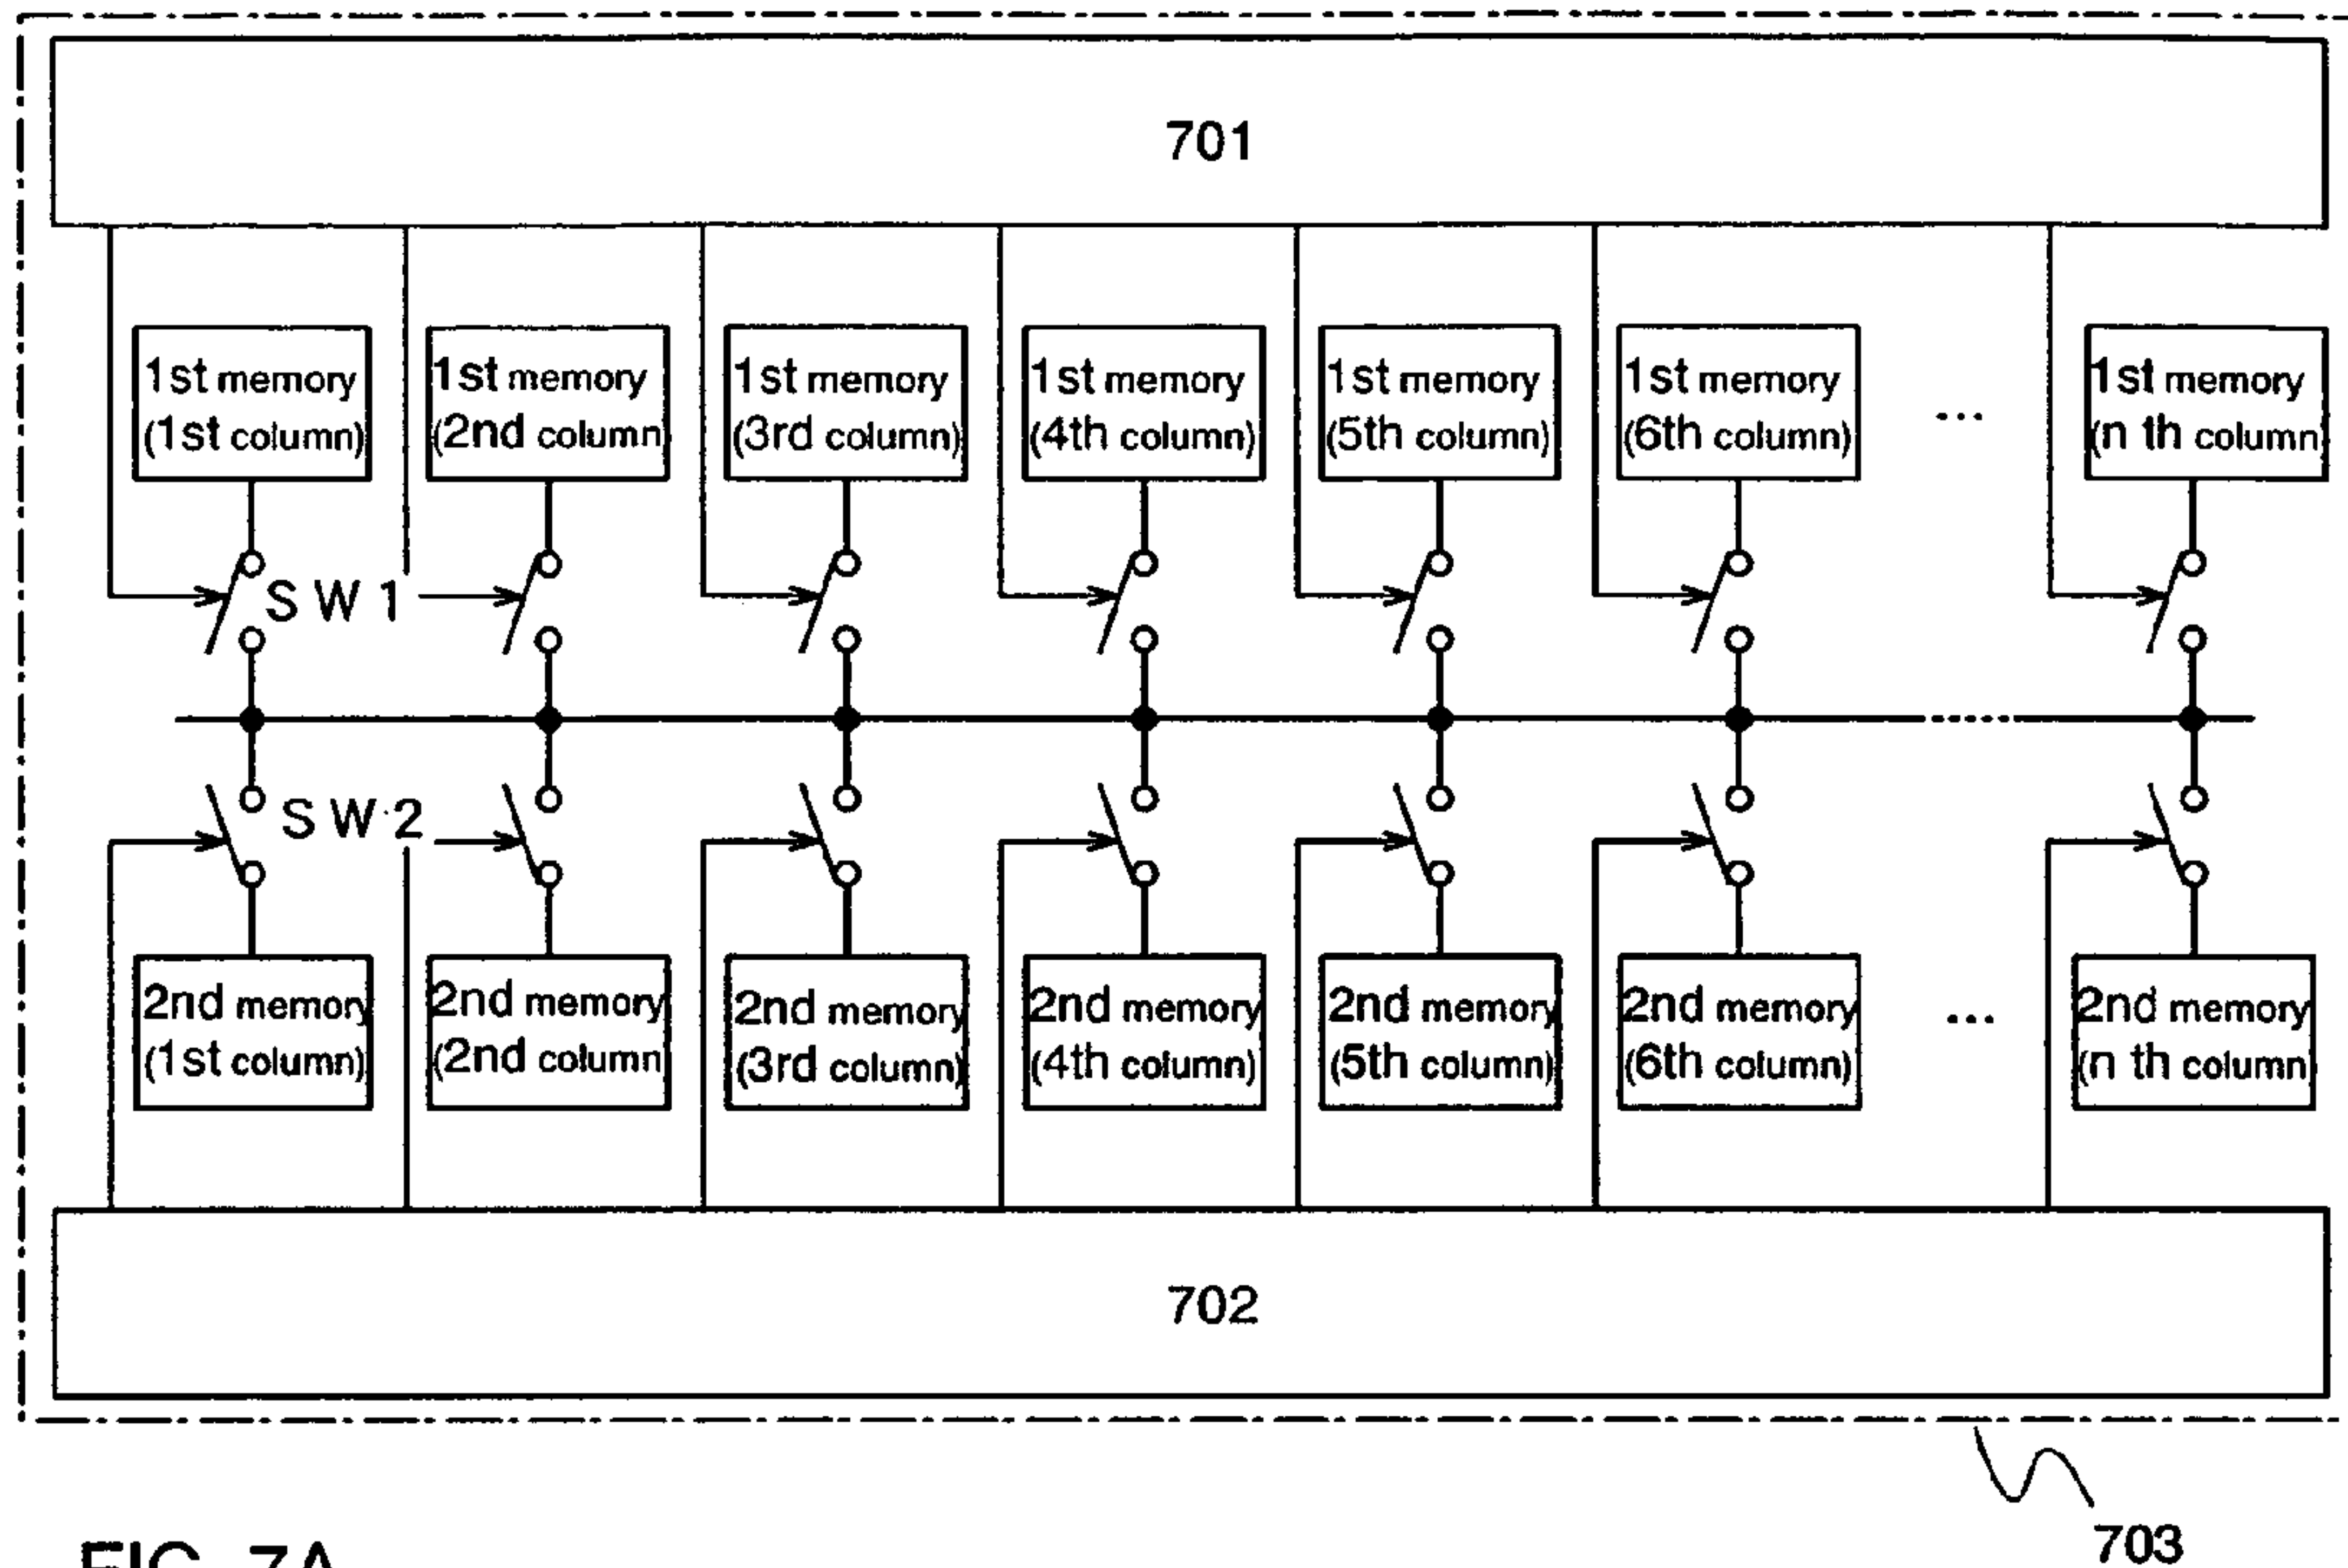 701
1st memory
(1st column)
1st memory
(2nd column
1st memory
(3rd column)
1st memory
(4th column)
1st memory
(5th column)
1st memory
(6th column)
...
1st memory
(n th column
SW1
SW2
2nd memory
(1st column)
2nd memory
(2nd column
2nd memory
(3rd column)
2nd memory
(4th column)
2nd memory
(5th column)
2nd memory
(6th column)
...
2nd memory
(n th column
702
703
FIG. 7A